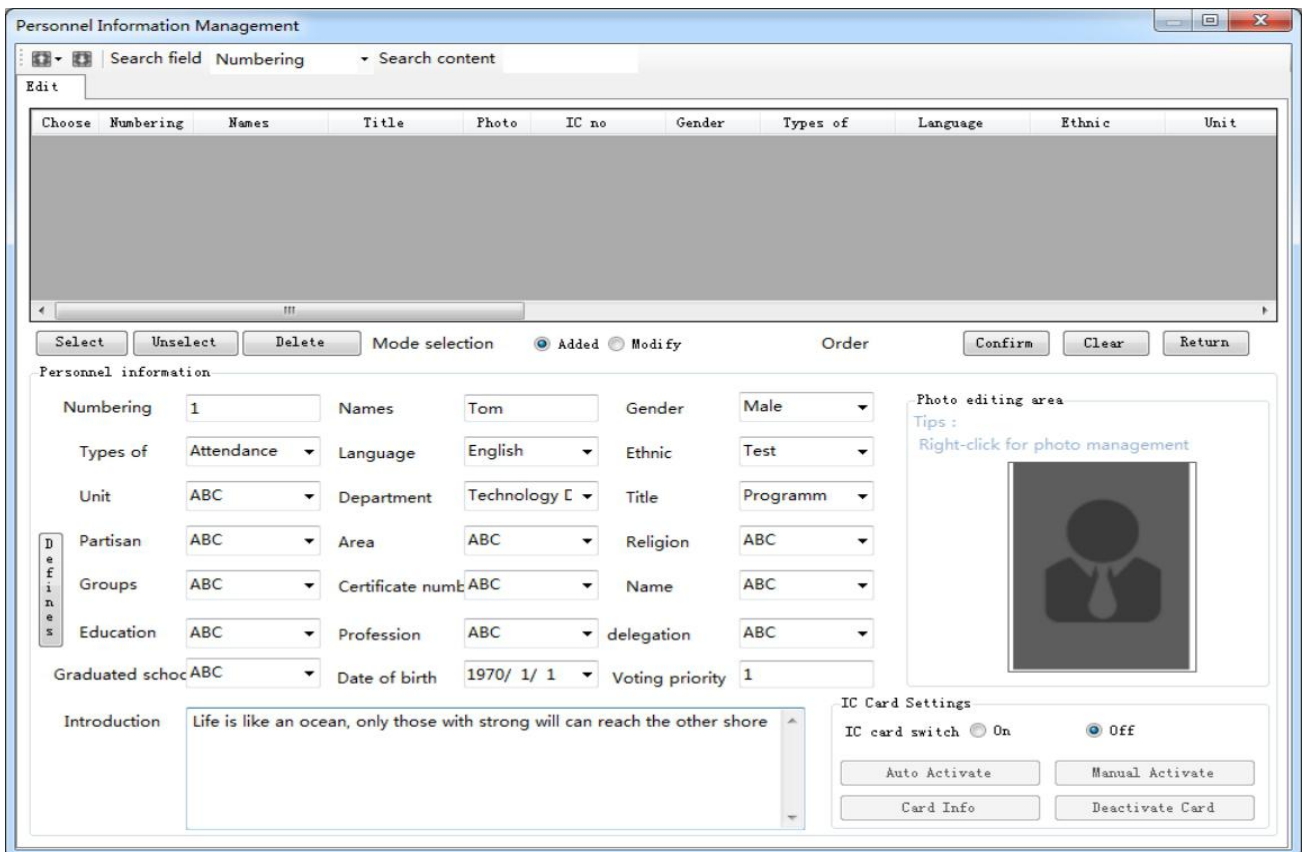 Personnel Information Management
Search field Numbering Search content
Edit
Choose Numbering Names Title Photo IC no Gender Types of Language Ethnic Unit
Select Unselect Delete Mode selection Added Modify Order Confirm Clear Return
Personnel information
Numbering 1 Names Tom Gender Male
Types of Attendance Language English Ethnic Test
Unit ABC Department Technology D Title Programm
Partisan ABC Area ABC Religion ABC
Groups ABC Certificate numb ABC Name ABC
Education ABC Profession ABC delegation ABC
Graduated schoc ABC Date of birth 1970/ 1/ 1 Voting priority 1
Defines
Introduction Life is like an ocean, only those with strong will can reach the other shore
Photo editing area
Tips :
Right-click for photo management
IC Card Settings
IC card switch On Off
Auto Activate Manual Activate
Card Info Deactivate Card